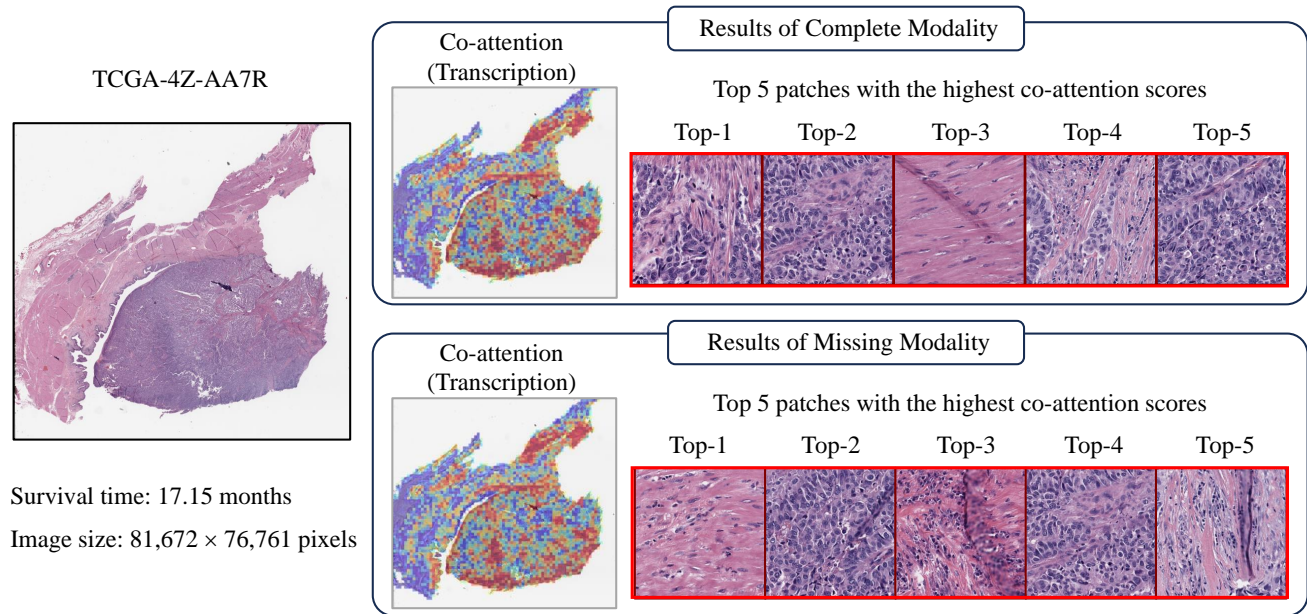 TCGA-4Z-AA7R
Survival time: 17.15 months
Image size: 81,672 × 76,761 pixels
Results of Complete Modality
Co-attention
(Transcription)
Top 5 patches with the highest co-attention scores
Top-1 Top-2 Top-3 Top-4 Top-5
Results of Missing Modality
Co-attention
(Transcription)
Top 5 patches with the highest co-attention scores
Top-1 Top-2 Top-3 Top-4 Top-5